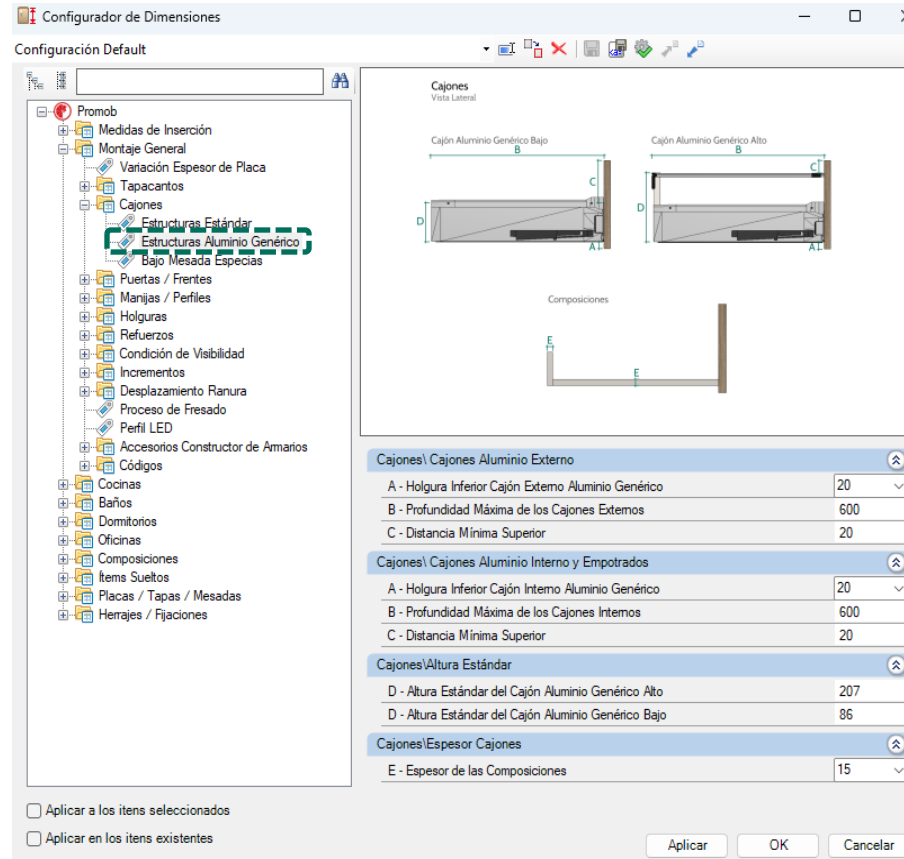 Configurador de Dimensiones
Configuración Default
Promob
Medidas de Inserción
Montaje General
Variación Espesor de Placa
Tapacantos
Cajones
Estructuras Estándar
Estructuras Aluminio Genérico
Bajo Mesada Especias
Puertas / Frentes
Manijas / Perfiles
Holguras
Refuerzos
Condición de Visibilidad
Incrementos
Desplazamiento Ranura
Proceso de Fresado
Perfil LED
Accesorios Constructor de Armarios
Códigos
Cocinas
Baños
Dormitorios
Oficinas
Composiciones
Ítems Sueltos
Placas / Tapas / Mesadas
Herrajes / Fijaciones
Cajones
Vista Lateral
Cajón Aluminio Genérico Bajo
B
C
D
A
Cajón Aluminio Genérico Alto
B
C
D
A
Composiciones
E
E
Cajones\ Cajones Aluminio Externo
A - Holgura Inferior Cajón Externo Aluminio Genérico 20
B - Profundidad Máxima de los Cajones Externos 600
C - Distancia Mínima Superior 20
Cajones\ Cajones Aluminio Interno y Empotrados
A - Holgura Inferior Cajón Interno Aluminio Genérico 20
B - Profundidad Máxima de los Cajones Internos 600
C - Distancia Mínima Superior 20
Cajones\Altura Estándar
D - Altura Estándar del Cajón Aluminio Genérico Alto 207
D - Altura Estándar del Cajón Aluminio Genérico Bajo 86
Cajones\Espesor Cajones
E - Espesor de las Composiciones 15
Aplicar a los itens seleccionados
Aplicar en los itens existentes
Aplicar OK Cancelar